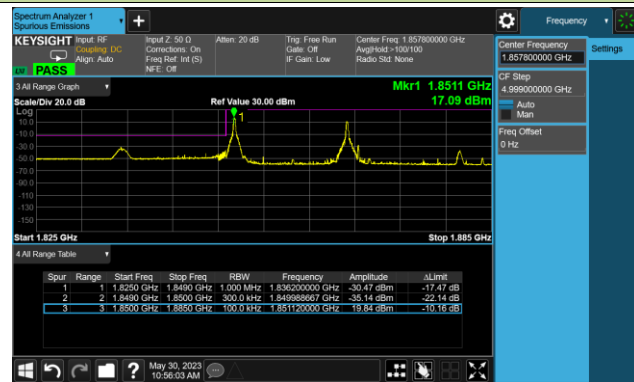 Spectrum Analyzer 1
Spurious Emissions
Frequency
KEYSIGHT Input: RF Input Z: 50 Ω Atten: 20 dB Trig: Free Run Center Freq: 1.857800000 GHz
Coupling: DC Corrections: On Gate: Off Avg|Hold:>100/100
Align: Auto Freq Ref: Int (S) IF Gain: Low Radio Std: None
NFE: Off
PASS
Center Frequency
1.857800000 GHz
Settings
CF Step
4.999000000 GHz
Auto
Man
Freq Offset
0 Hz
3 All Range Graph
Mkr1 1.8511 GHz
Scale/Div 20.0 dB Ref Value 30.00 dBm 17.09 dBm
Log
10.0
-10.0
-30.0
-50.0
-70.0
-90.0
-110
-130
-150
1
Start 1.825 GHz Stop 1.885 GHz
4 All Range Table
Spur Range Start Freq Stop Freq RBW Frequency Amplitude ΔLimit
1 1 1.8250 GHz 1.8490 GHz 1.000 MHz 1.836200000 GHz -30.47 dBm -17.47 dB
2 2 1.8490 GHz 1.8500 GHz 300.0 kHz 1.849988667 GHz -35.14 dBm -22.14 dB
3 3 1.8500 GHz 1.8850 GHz 100.0 kHz 1.851120000 GHz 19.84 dBm -10.16 dB
?
May 30, 2023
10:56:03 AM